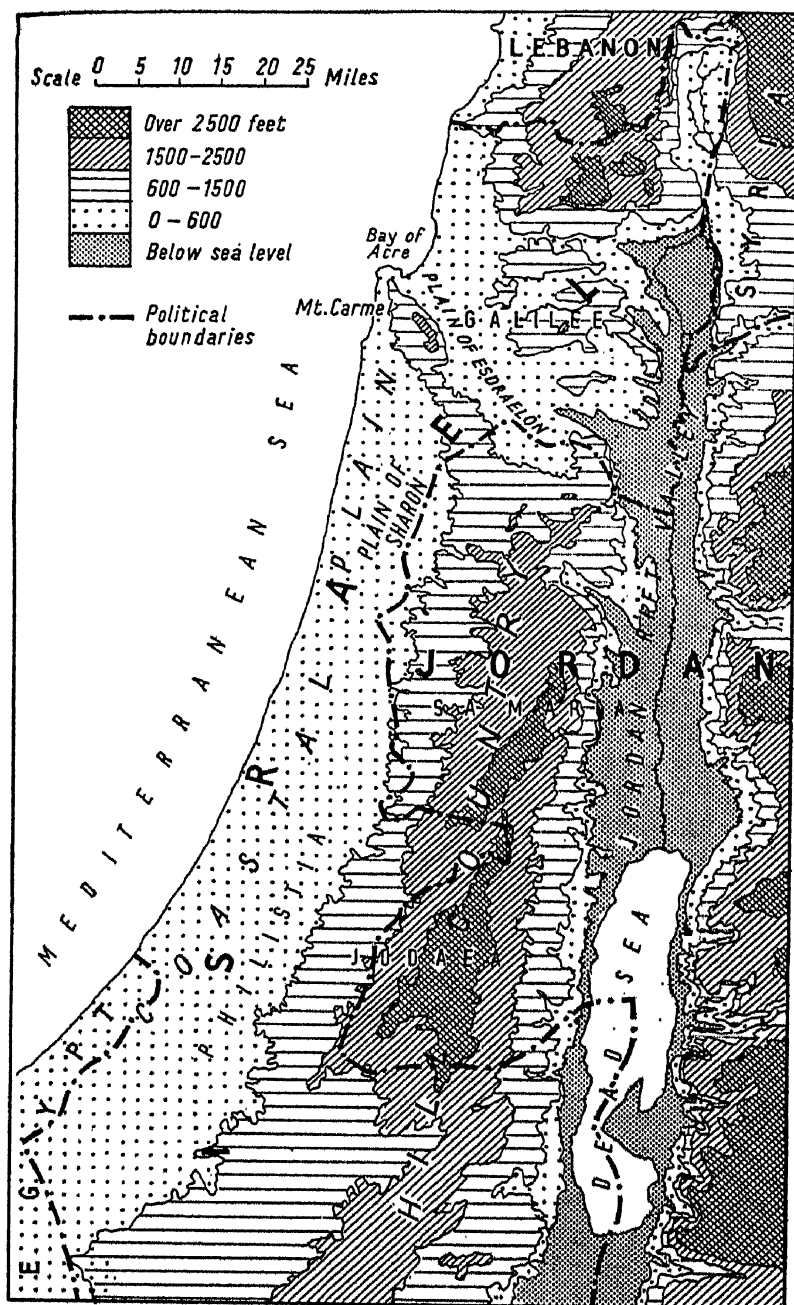 LEBANON
Scale 0 5 10 15 20 25 Miles
Over 2500 feet
1500-2500
600-1500
0-600
Below sea level
Political boundaries
Bay of Acre
Mt. Carmel
PLAIN OF ESDRAELON
GALILEE
SYRIA
MEDITERRANEAN SEA
ISRAEL
COASTAL PLAIN
PLAIN OF SHARON
JORDAN RIFT VALLEY
JORDAN
SAMARIA
HILL COUNTRY
PHILISTIA
JUDAEA
DEAD SEA
EGYPT